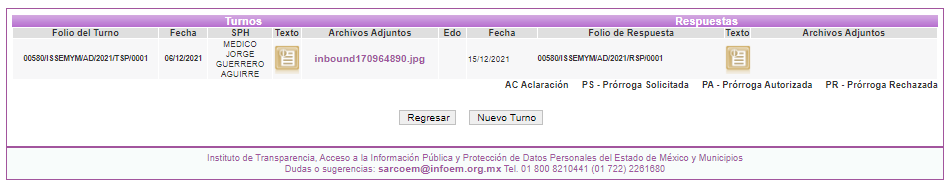 Turnos Respuestas
Folio del Turno Fecha SPH Texto Archivos Adjuntos Edo Fecha Folio de Respuesta Texto Archivos Adjuntos
00580/ISSEMYM/AD/2021/TSP/0001 06/12/2021 MEDICO JORGE GUERRERO AGUIRRE inbound170964890.jpg 15/12/2021 00580/ISSEMYM/AD/2021/RSP/0001
AC Aclaración PS - Prórroga Solicitada PA - Prórroga Autorizada PR - Prórroga Rechazada
Regresar Nuevo Turno
Instituto de Transparencia, Acceso a la Información Pública y Protección de Datos Personales del Estado de México y Municipios
Dudas o sugerencias: sarcoem@infoem.org.mx Tel. 01 800 8210441 (01 722) 2261680